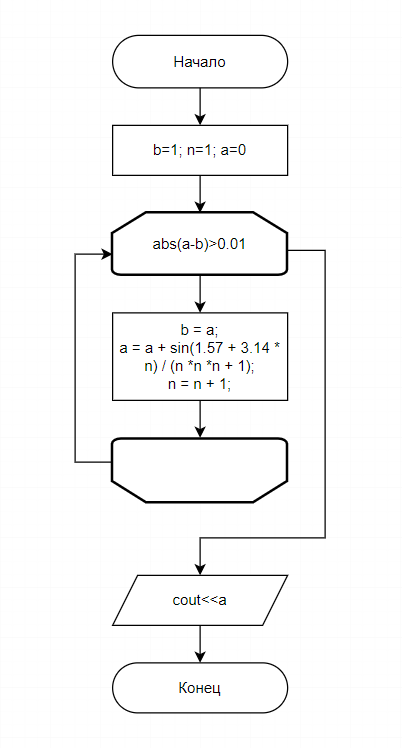 Начало
b=1; n=1; a=0
abs(a-b)>0.01
b = a;
a = a + sin(1.57 + 3.14 *
n) / (n *n *n + 1);
n = n + 1;
cout<<a
Конец